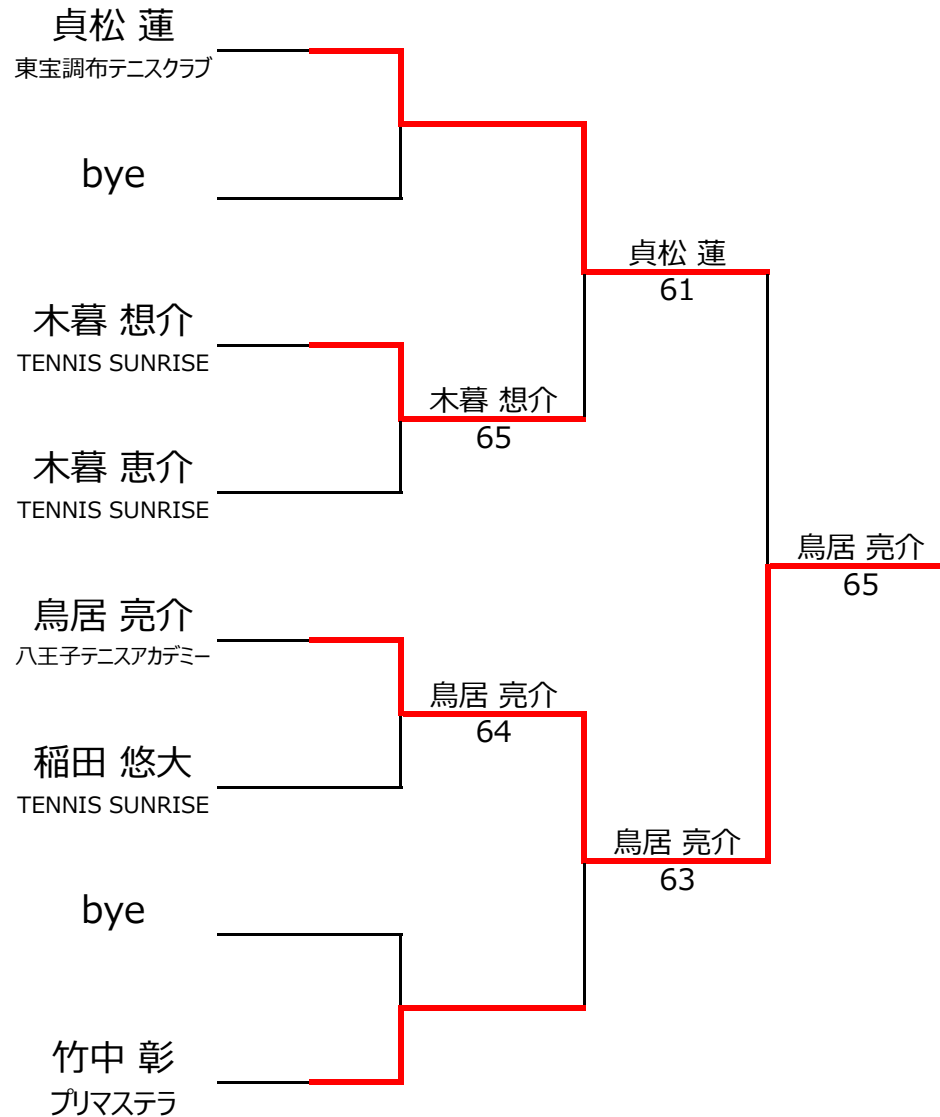 貞松 蓮
東宝調布テニスクラブ
bye
木暮 想介
TENNIS SUNRISE
木暮 恵介
TENNIS SUNRISE
鳥居 亮介
八王子テニスアカデミー
稲田 悠大
TENNIS SUNRISE
bye
竹中 彰
プリマステラ
木暮 想介
65
鳥居 亮介
64
貞松 蓮
61
鳥居 亮介
63
鳥居 亮介
65